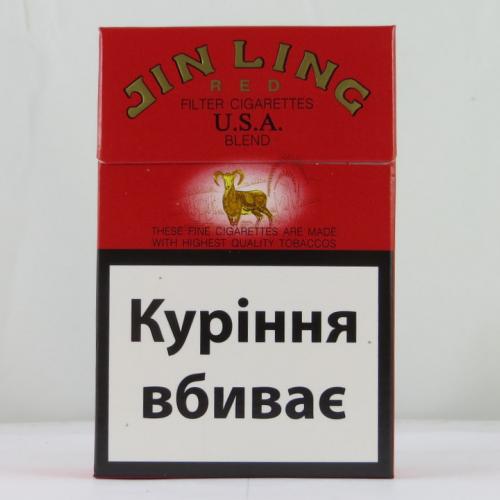 JIN LING
RED
FILTER CIGARETTES
U.S.A.
BLEND
THESE FINE CIGARETTES ARE MADE
WITH HIGHEST QUALITY TOBACCOS
Куріння
вбиває